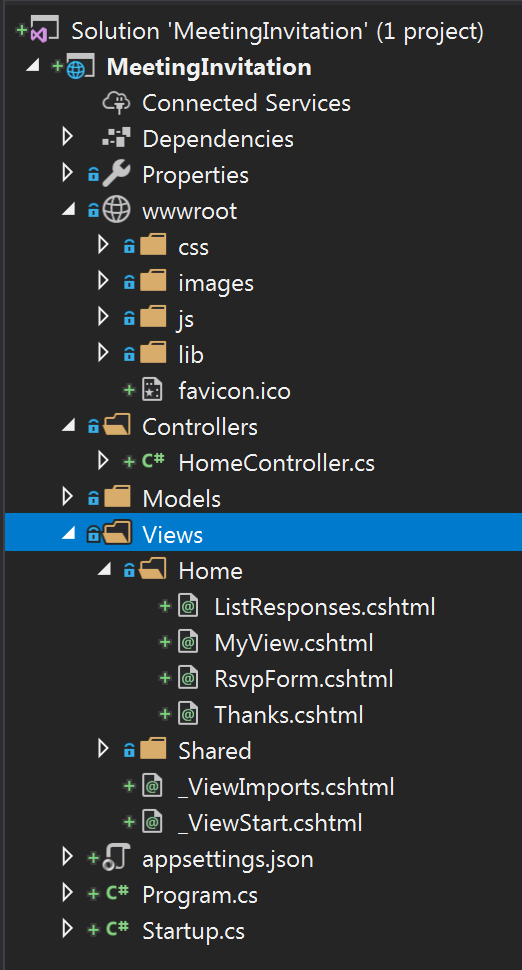 Solution 'MeetingInvitation' (1 project)
MeetingInvitation
Connected Services
Dependencies
Properties
wwwroot
css
images
js
lib
favicon.ico
Controllers
C# HomeController.cs
Models
Views
Home
@ ListResponses.cshtml
@ MyView.cshtml
@ RsvpForm.cshtml
@ Thanks.cshtml
Shared
@ _ViewImports.cshtml
@ _ViewStart.cshtml
appsettings.json
C# Program.cs
C# Startup.cs